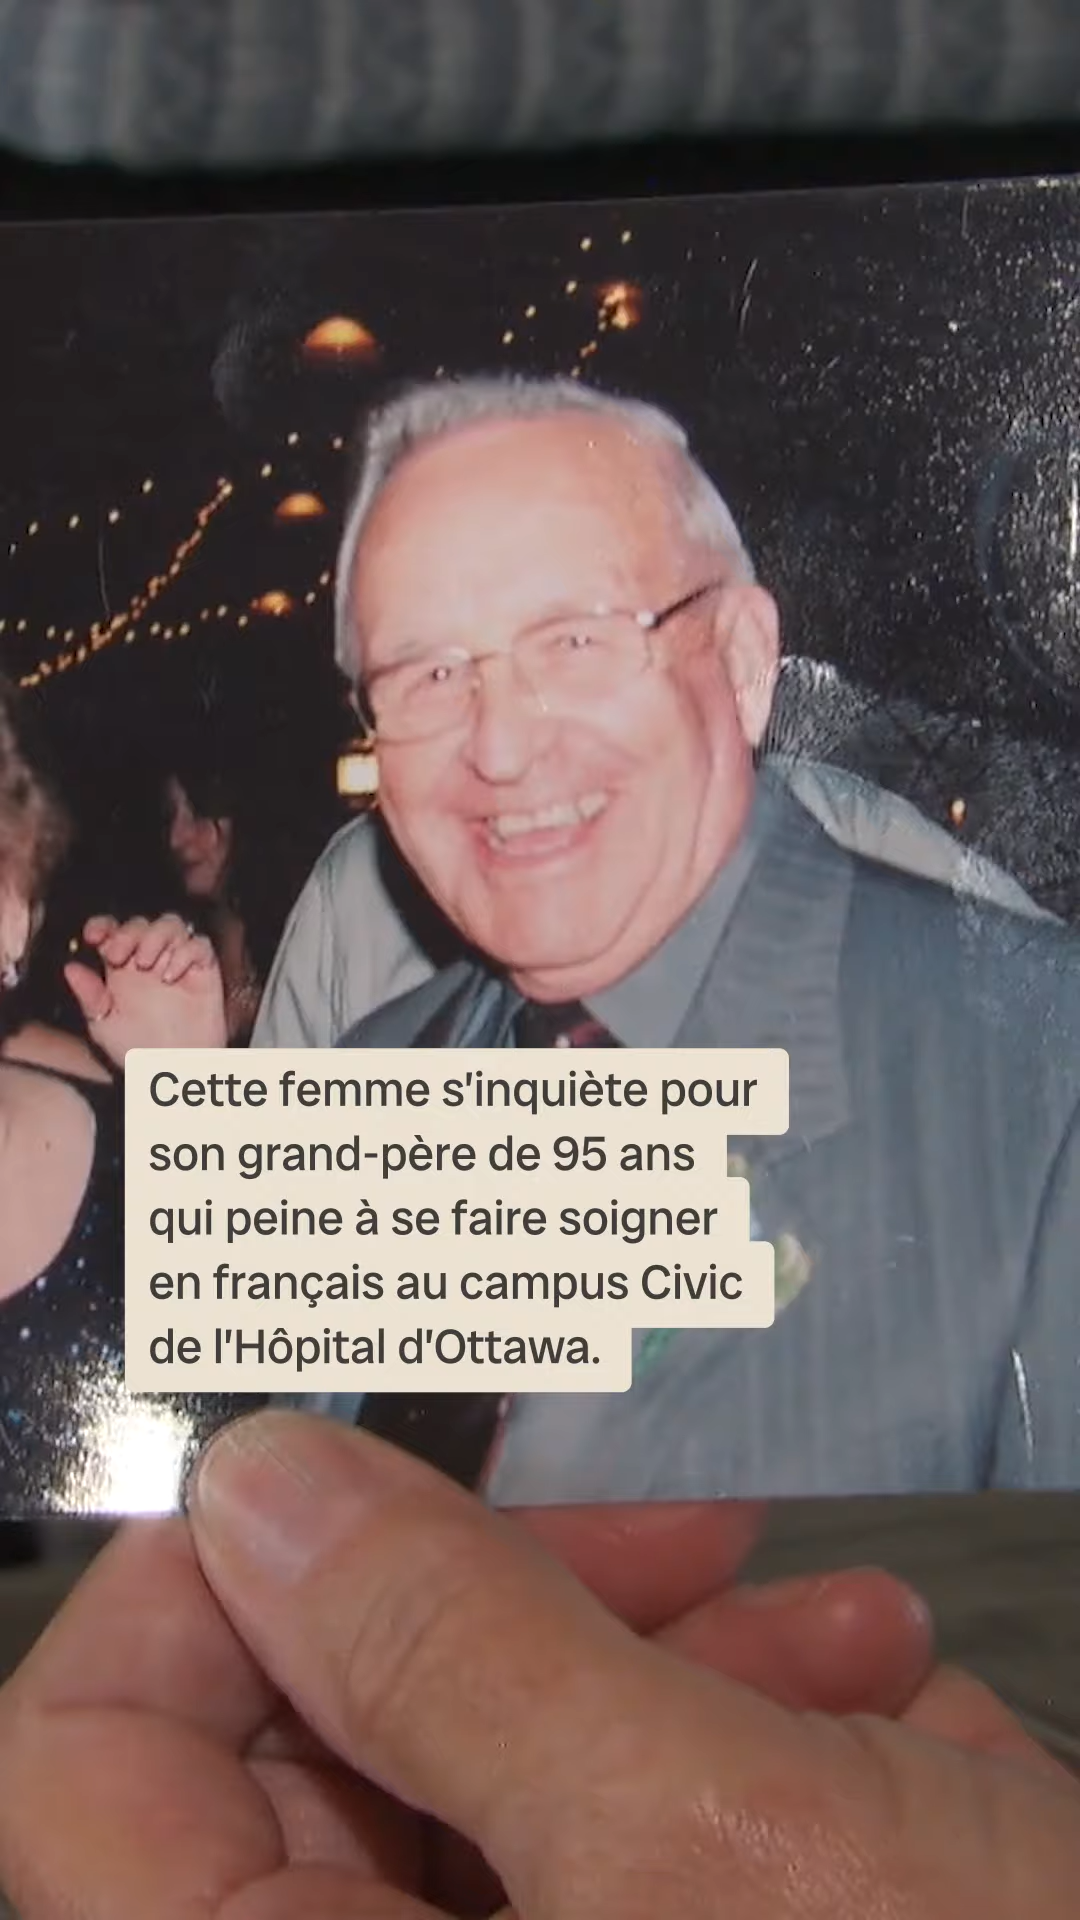 Cette femme s'inquiète pour
son grand-père de 95 ans
qui peine à se faire soigner
en français au campus Civic
de l'Hôpital d'Ottawa.